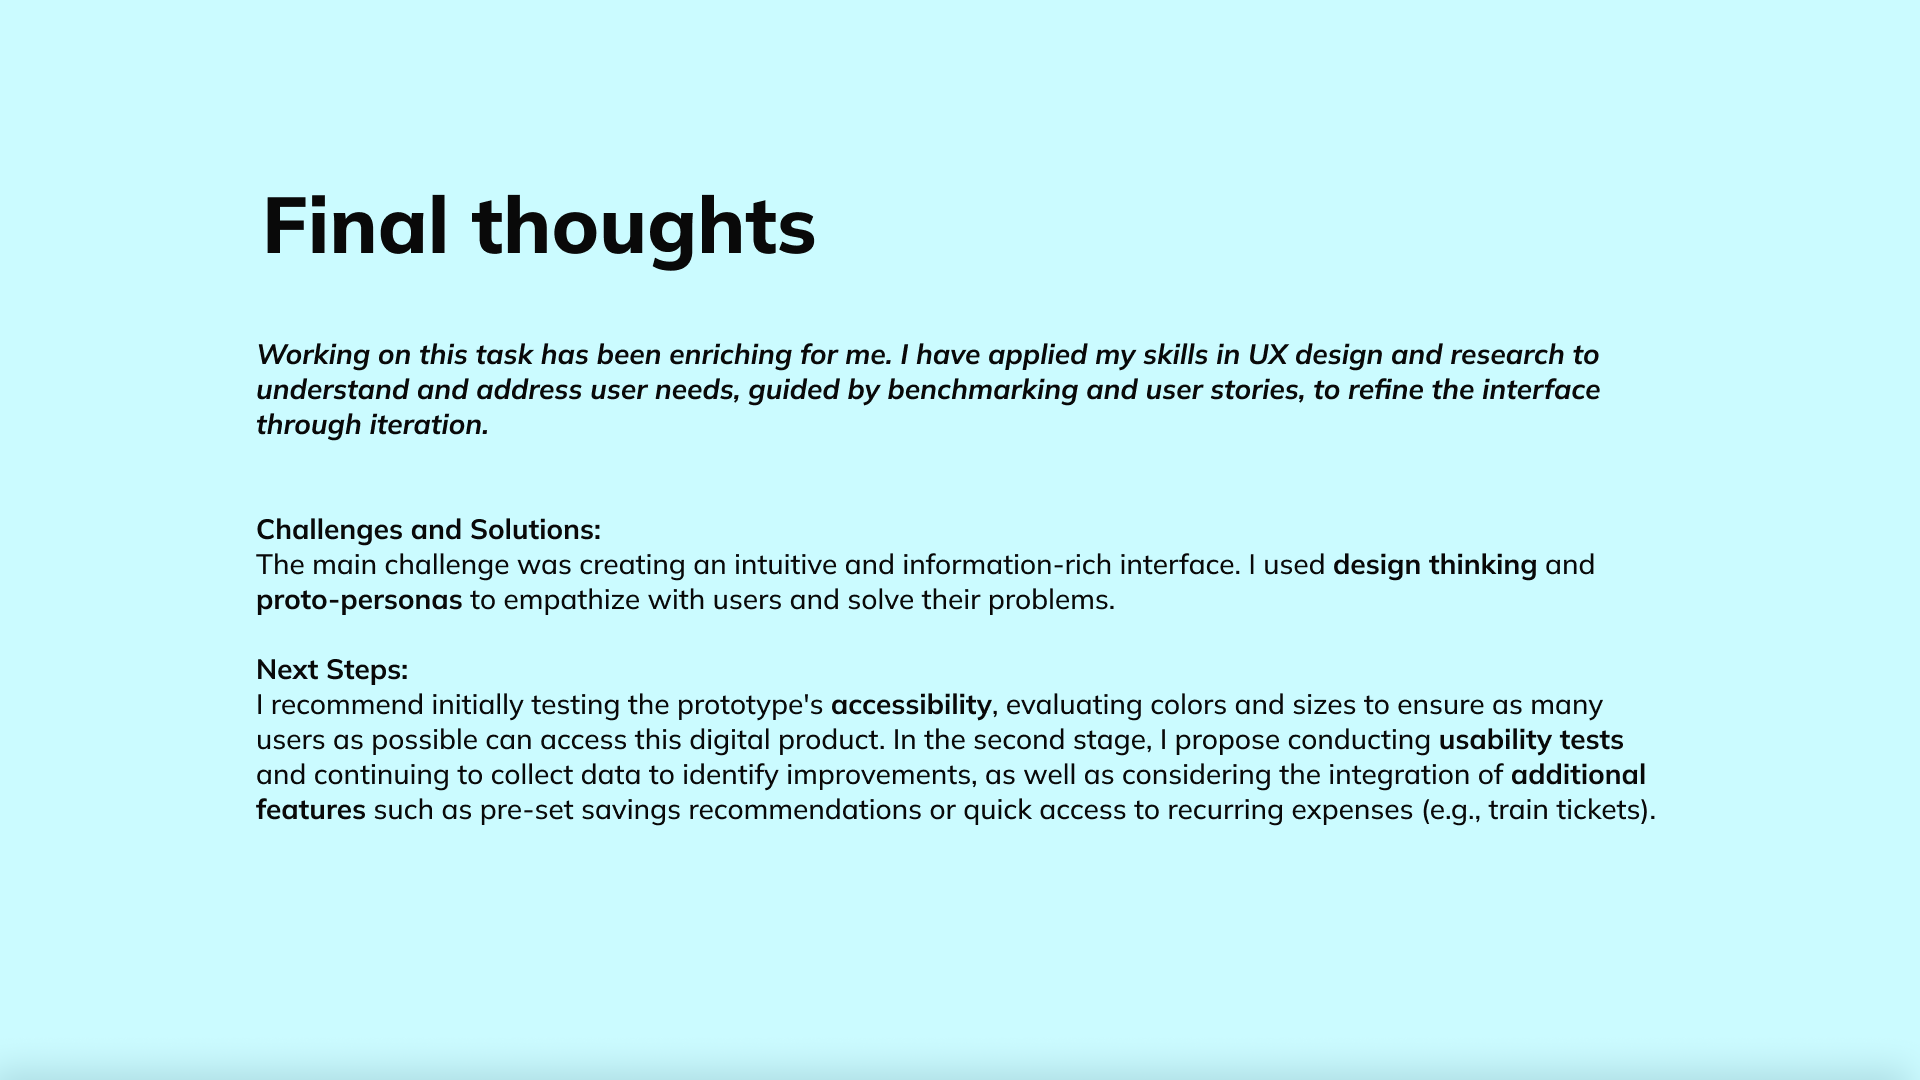 Final thoughts
Working on this task has been enriching for me. I have applied my skills in UX design and research to
understand and address user needs, guided by benchmarking and user stories, to refine the interface
through iteration.
Challenges and Solutions:
The main challenge was creating an intuitive and information-rich interface. I used design thinking and
proto-personas to empathize with users and solve their problems.
Next Steps:
I recommend initially testing the prototype's accessibility, evaluating colors and sizes to ensure as many
users as possible can access this digital product. In the second stage, I propose conducting usability tests
and continuing to collect data to identify improvements, as well as considering the integration of additional
features such as pre-set savings recommendations or quick access to recurring expenses (e.g., train tickets).